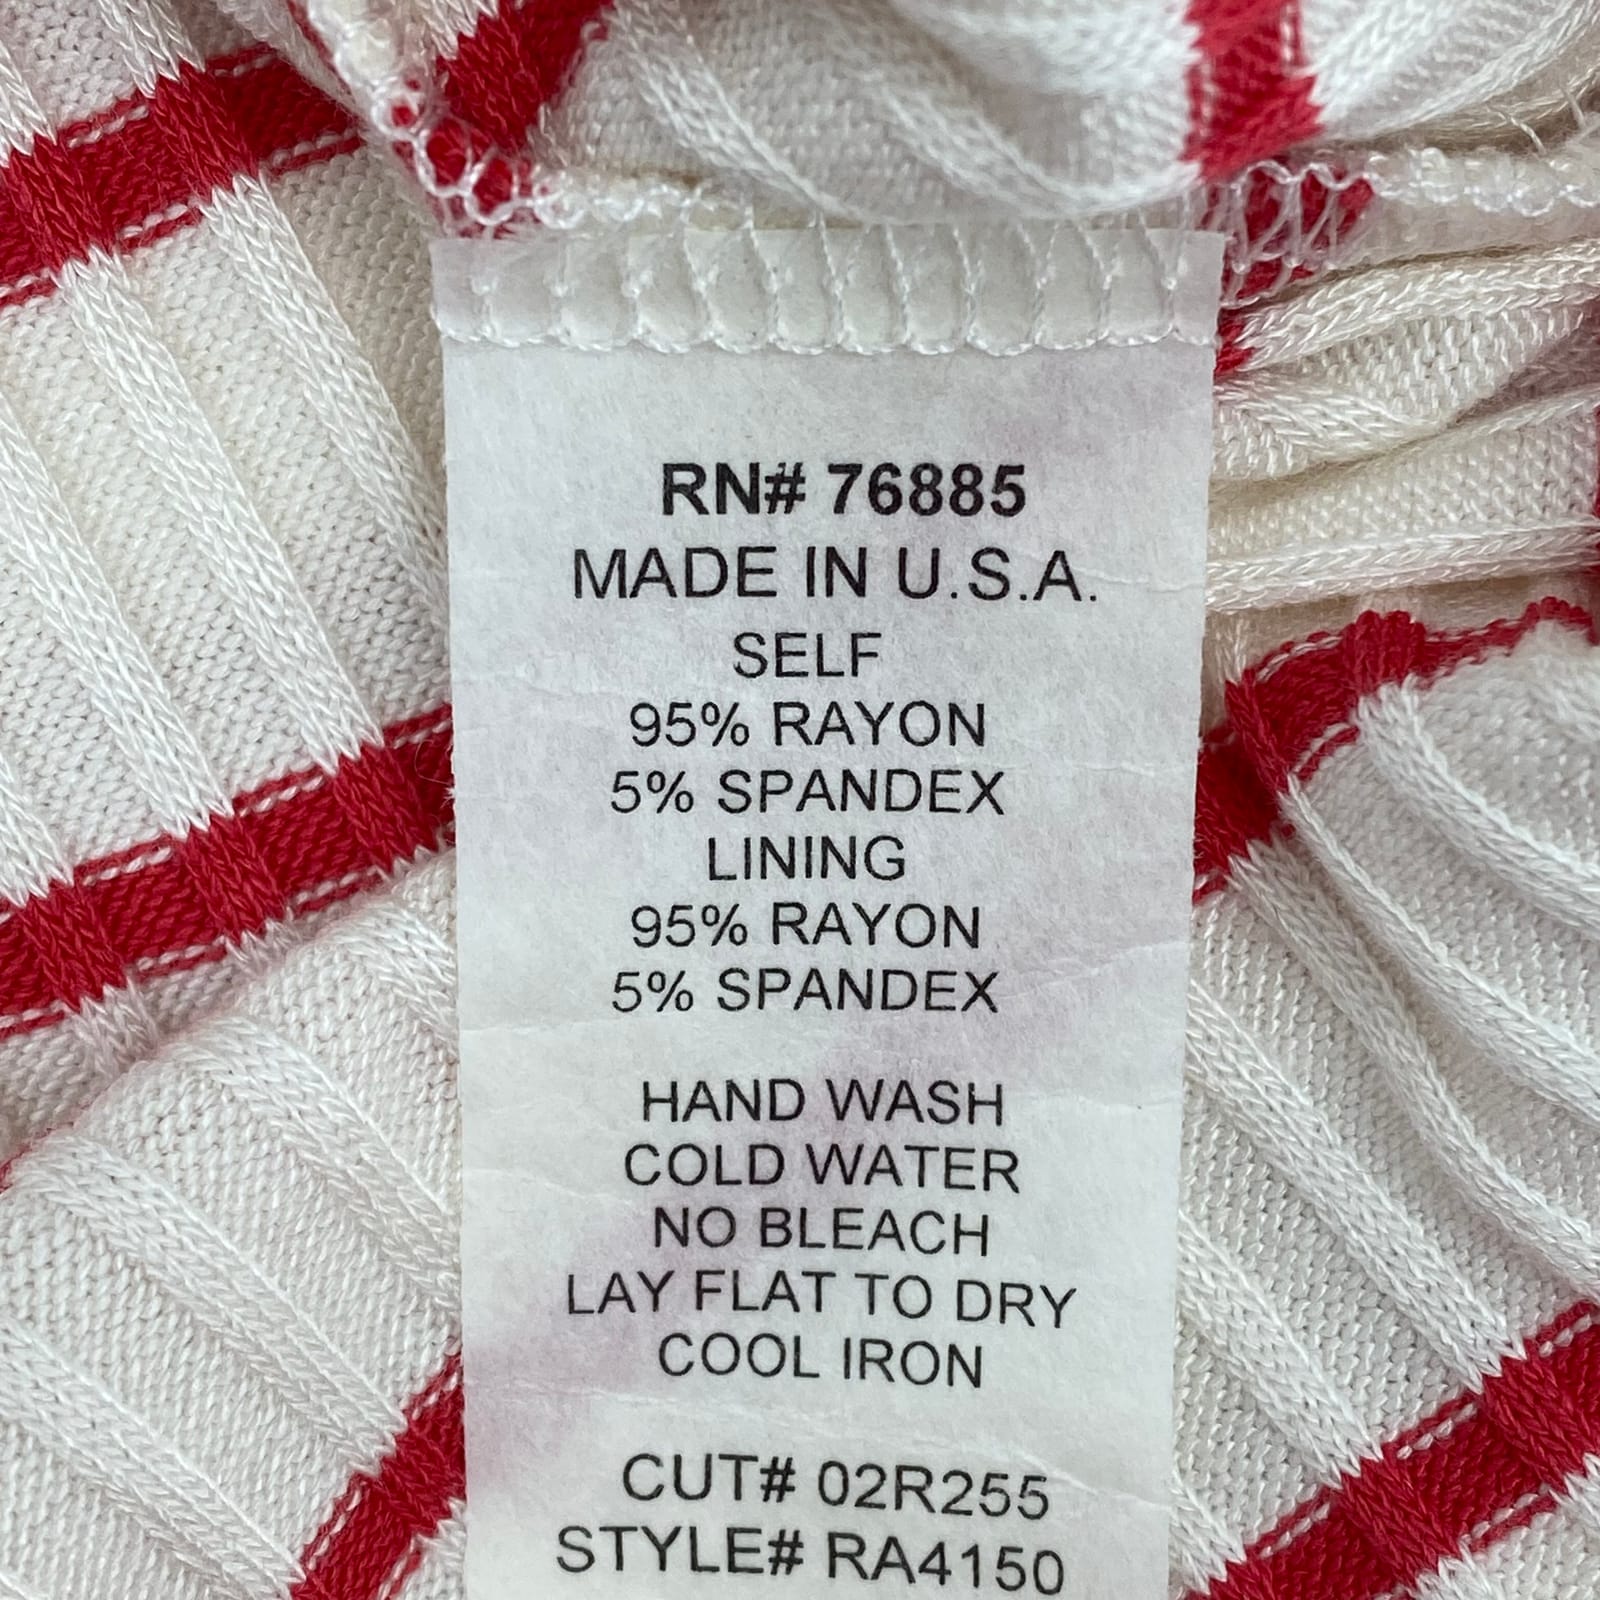 RN# 76885
MADE IN U.S.A.
SELF
95% RAYON
5% SPANDEX
LINING
95% RAYON
5% SPANDEX
HAND WASH
COLD WATER
NO BLEACH
LAY FLAT TO DRY
COOL IRON
CUT# 02R255
STYLE# RA4150